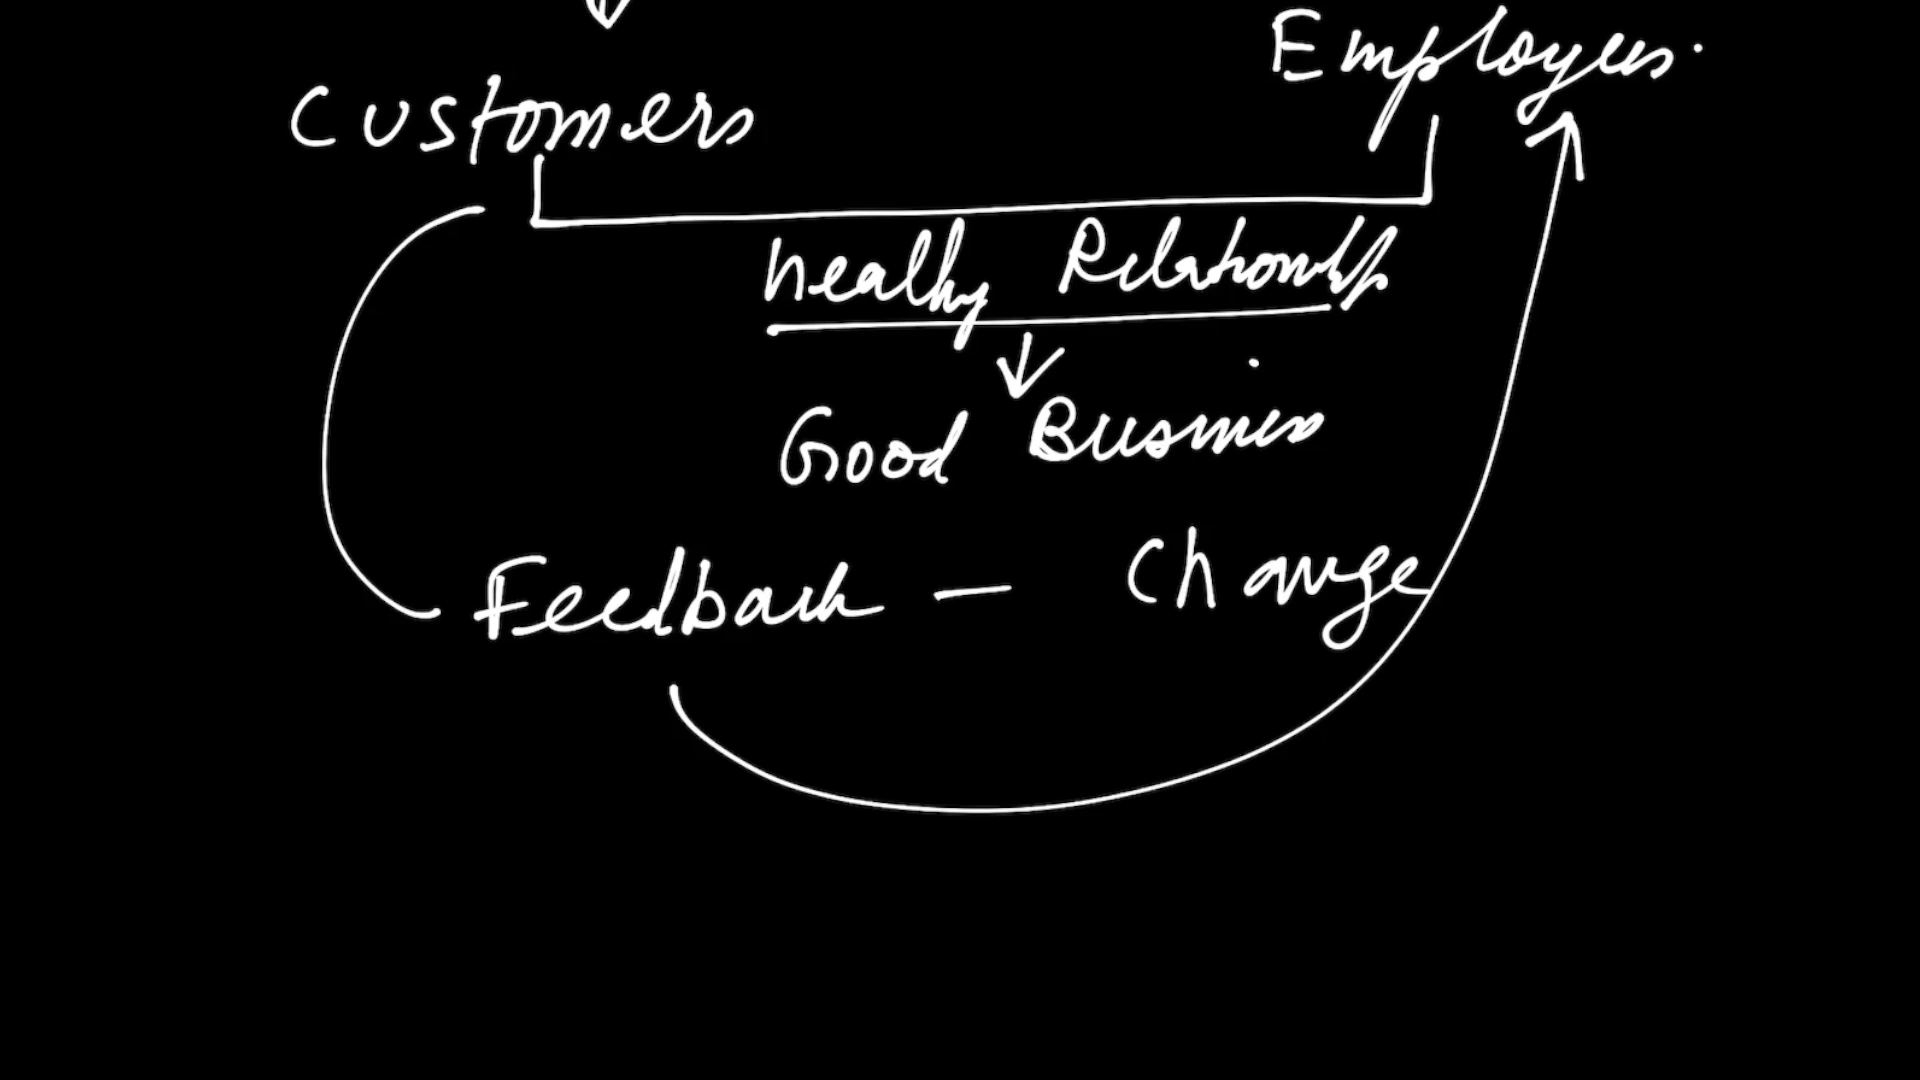 Employees.
Customers
healthy Relationship
Good Business
Feedback — Change